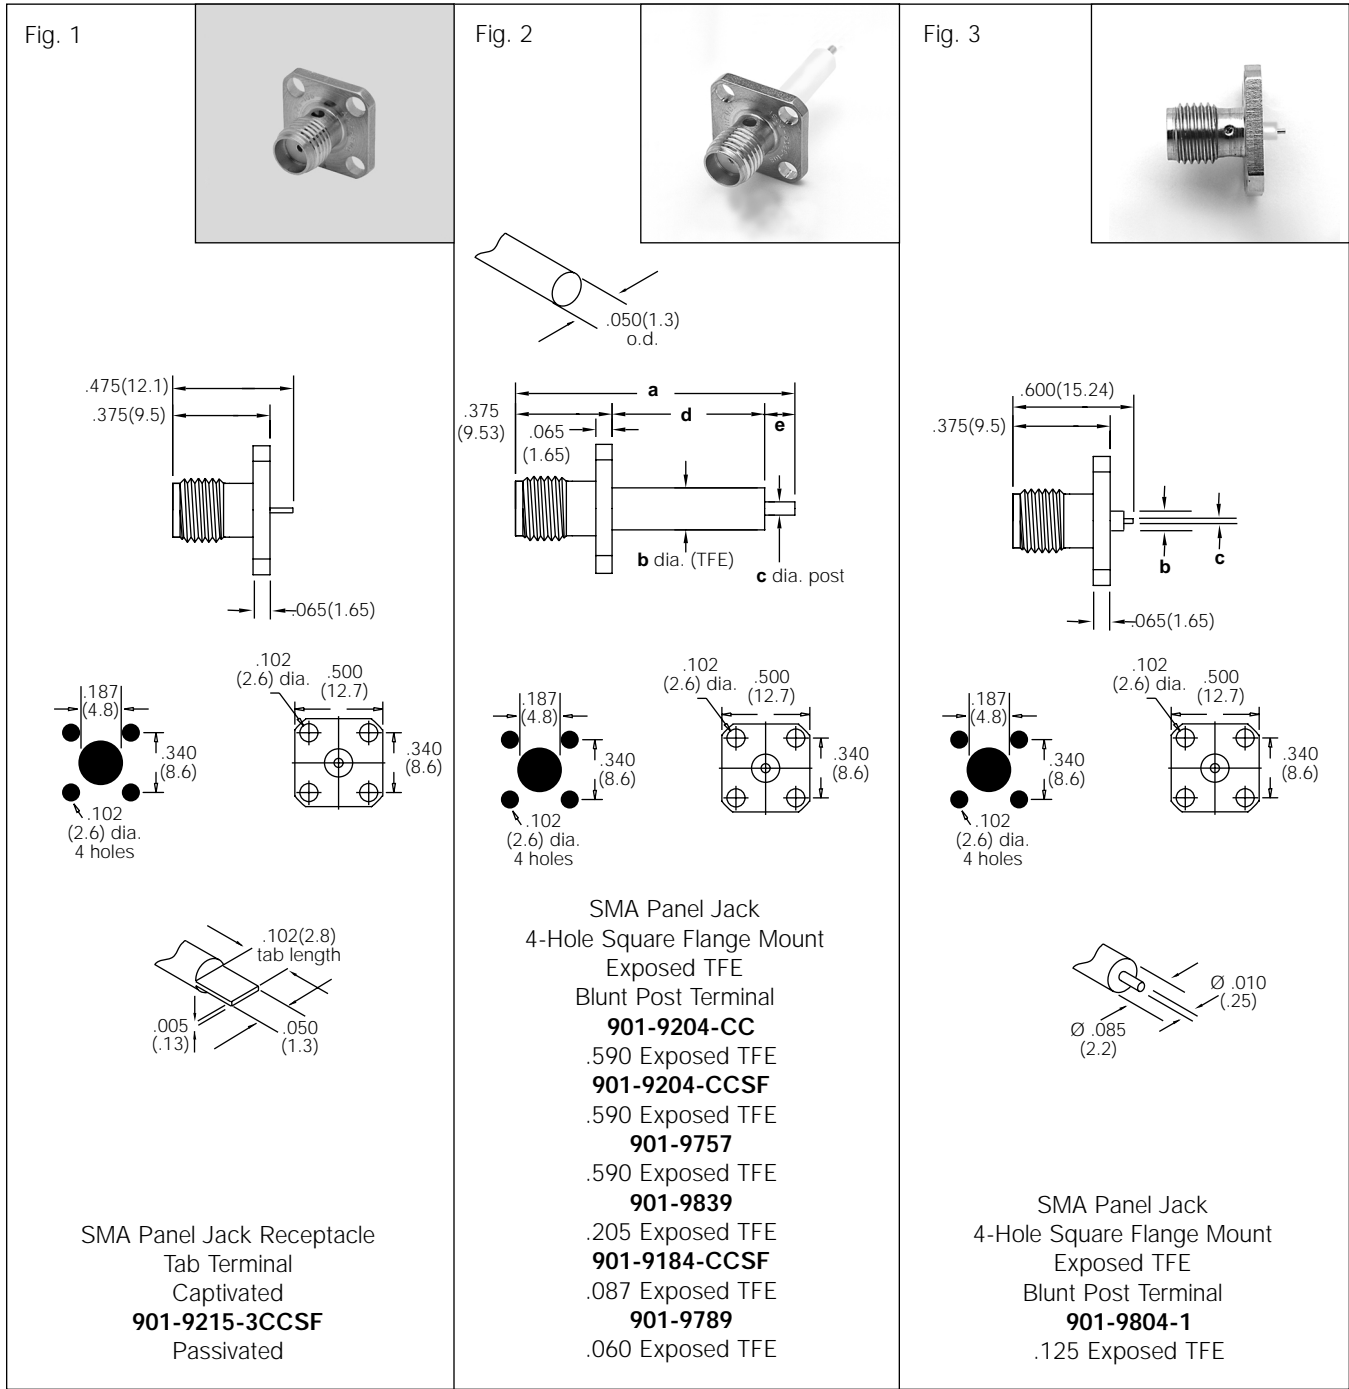 Fig. 1
.475(12.1)
.375(9.5)
.065(1.65)
.187
(4.8)
.340
(8.6)
.102
(2.6) dia.
4 holes
.102
(2.6) dia.
.500
(12.7)
.340
(8.6)
.102(2.8)
tab length
.005
(.13)
.050
(1.3)
SMA Panel Jack Receptacle
Tab Terminal
Captivated
901-9215-3CCSF
Passivated
Fig. 2
.050(1.3)
o.d.
a
.375
(9.53)
.065
(1.65)
d
e
b dia. (TFE)
c dia. post
.187
(4.8)
.340
(8.6)
.102
(2.6) dia.
4 holes
.102
(2.6) dia.
.500
(12.7)
.340
(8.6)
SMA Panel Jack
4-Hole Square Flange Mount
Exposed TFE
Blunt Post Terminal
901-9204-CC
.590 Exposed TFE
901-9204-CCSF
.590 Exposed TFE
901-9757
.590 Exposed TFE
901-9839
.205 Exposed TFE
901-9184-CCSF
.087 Exposed TFE
901-9789
.060 Exposed TFE
Fig. 3
.600(15.24)
.375(9.5)
b
c
.065(1.65)
.187
(4.8)
.340
(8.6)
.102
(2.6) dia.
4 holes
.102
(2.6) dia.
.500
(12.7)
.340
(8.6)
Ø .010
(.25)
Ø .085
(2.2)
SMA Panel Jack
4-Hole Square Flange Mount
Exposed TFE
Blunt Post Terminal
901-9804-1
.125 Exposed TFE